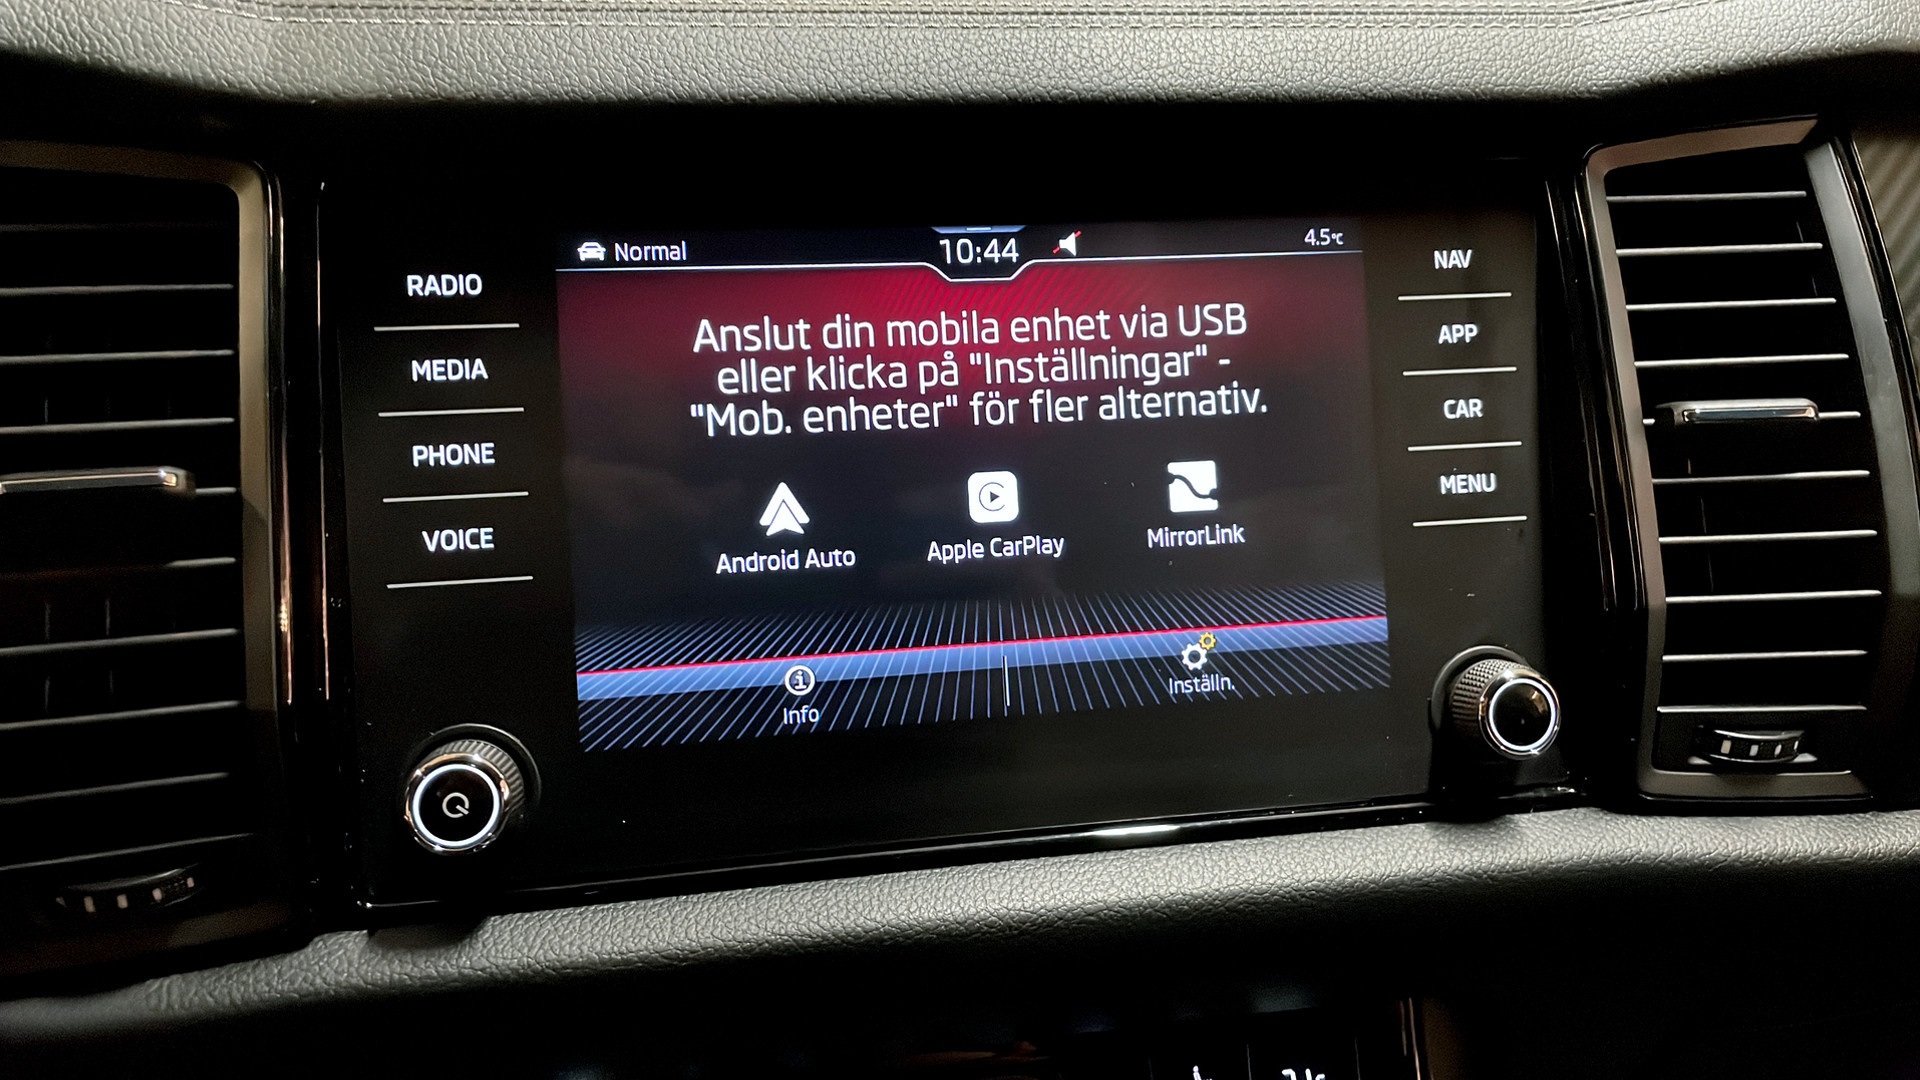 RADIO
MEDIA
PHONE
VOICE
Normal
10:44
4.5°C
Anslut din mobila enhet via USB
eller klicka på "Inställningar" -
"Mob. enheter" för fler alternativ.
Android Auto
Apple CarPlay
MirrorLink
Info
Inställn.
NAV
APP
CAR
MENU